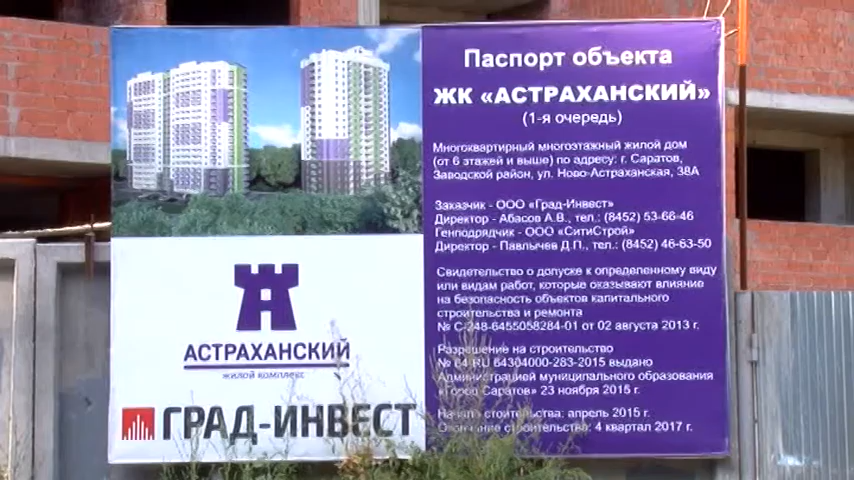 АСТРАХАНСКИЙ
ЖИЛОЙ КОМПЛЕКС
ГРАД-ИНВЕСТ
Паспорт объекта
ЖК «АСТРАХАНСКИЙ»
(1-я очередь)
Многоквартирный многоэтажный жилой дом
(от 6 этажей и выше) по адресу: г. Саратов,
Заводской район, ул. Ново-Астраханская, 38А
Заказчик - ООО «Град-Инвест»
Директор - Абасов А.В., тел.: (8452) 53-66-46
Генподрядчик - ООО «СитиСтрой»
Директор - Павлычев Д.П., тел.: (8452) 46-63-50
Свидетельство о допуске к определенному виду
или видам работ, которые оказывают влияние
на безопасность объектов капитального
строительства и ремонта
№ С-248-6455058284-01 от 02 августа 2013 г.
Разрешение на строительство
№ 64 RU 64304000-283-2015 выдано
Администрацией муниципального образования
«Город Саратов» 23 ноября 2015 г.
Начало строительства: апрель 2015 г.
Окончание строительства: 4 квартал 2017 г.